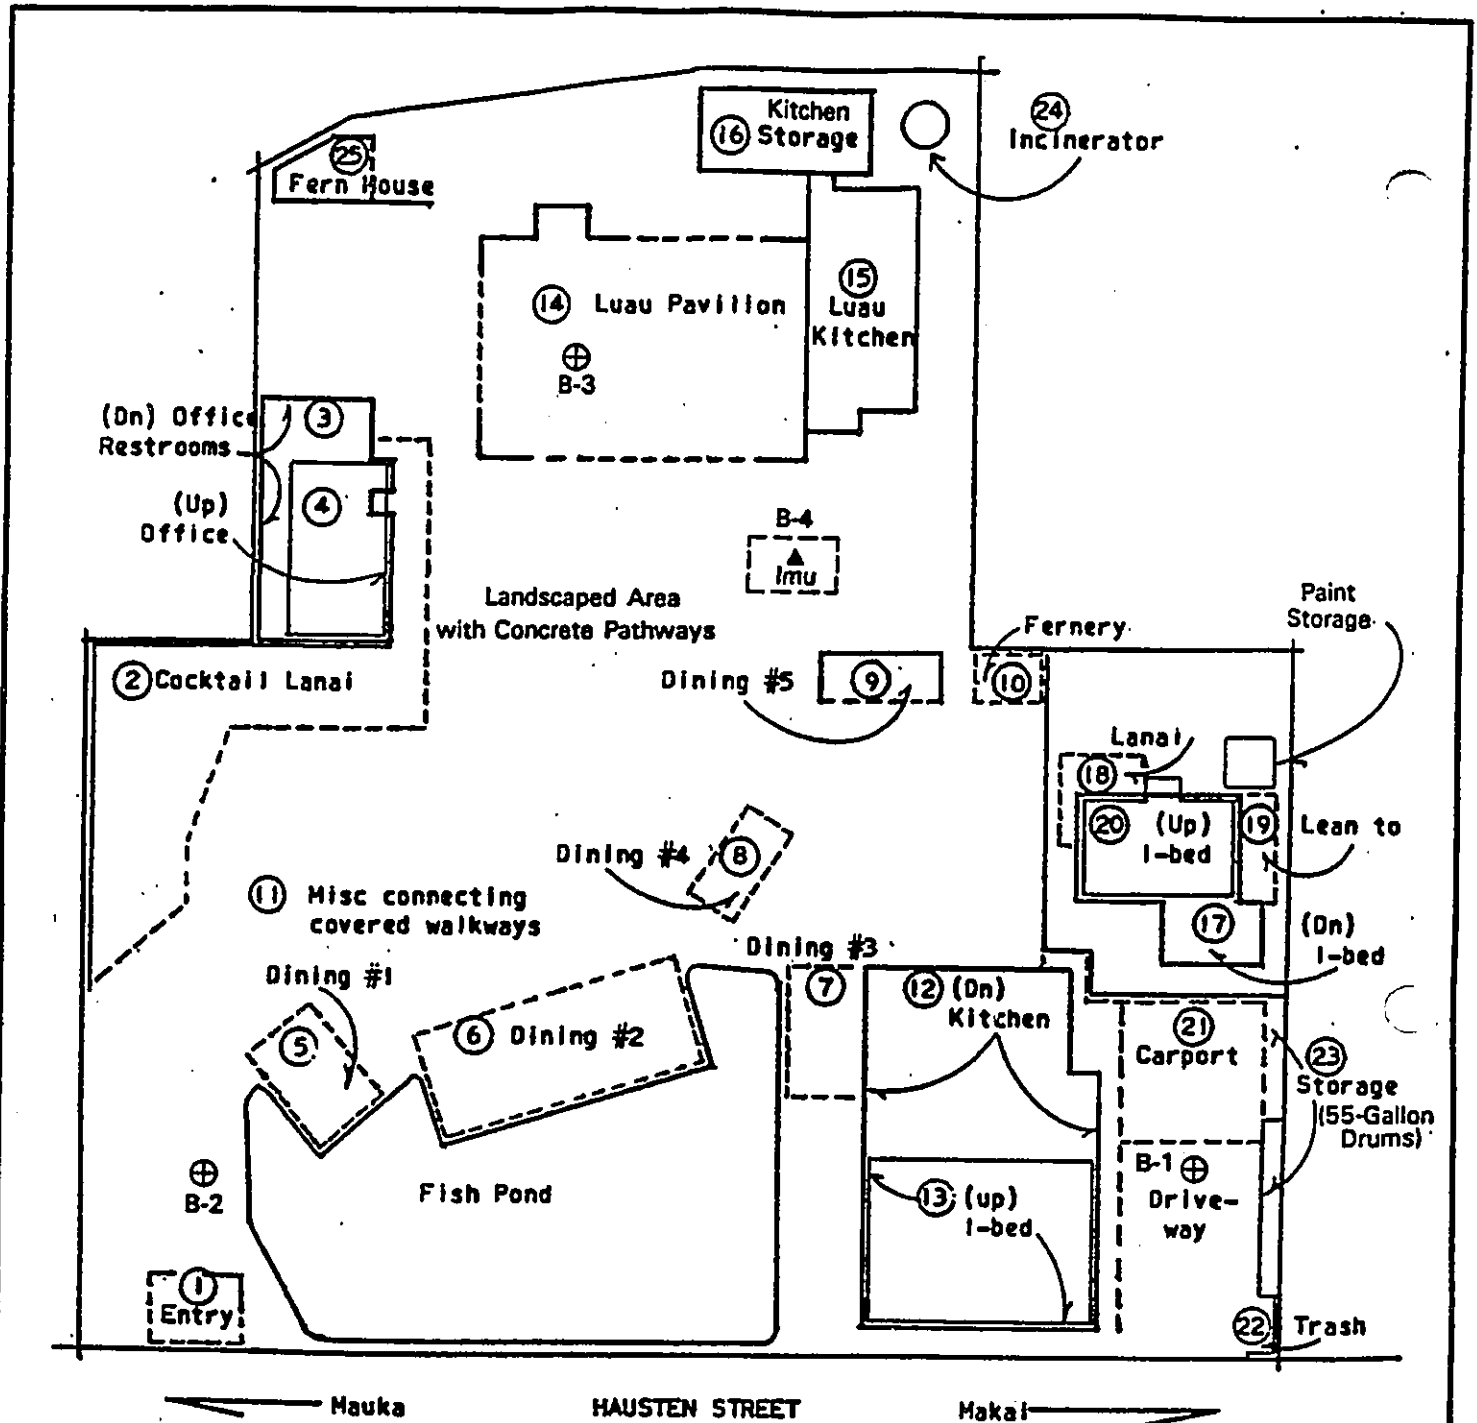 16 Kitchen
Storage
24
Incinerator
25
Fern House
14 Luau Pavilion
15
Luau
Kitchen
B-3
(Dn) Office
Restrooms
3
(Up)
Office
4
B-4
Imu
Landscaped Area
with Concrete Pathways
Paint
Storage
Fernery
10
2 Cocktail Lanai
Dining #5
9
Lanai
18
20 (Up)
1-bed
19 Lean to
Dining #4
8
11 Misc connecting
covered walkways
17
(Dn)
1-bed
Dining #3
7
Dining #1
5
6 Dining #2
12 (Dn)
Kitchen
21
Carport
23
Storage
(55-Gallon
Drums)
B-1
Drive-
way
B-2
Fish Pond
13 (up)
1-bed
1
Entry
22 Trash
Mauka
HAUSTEN STREET
Makai